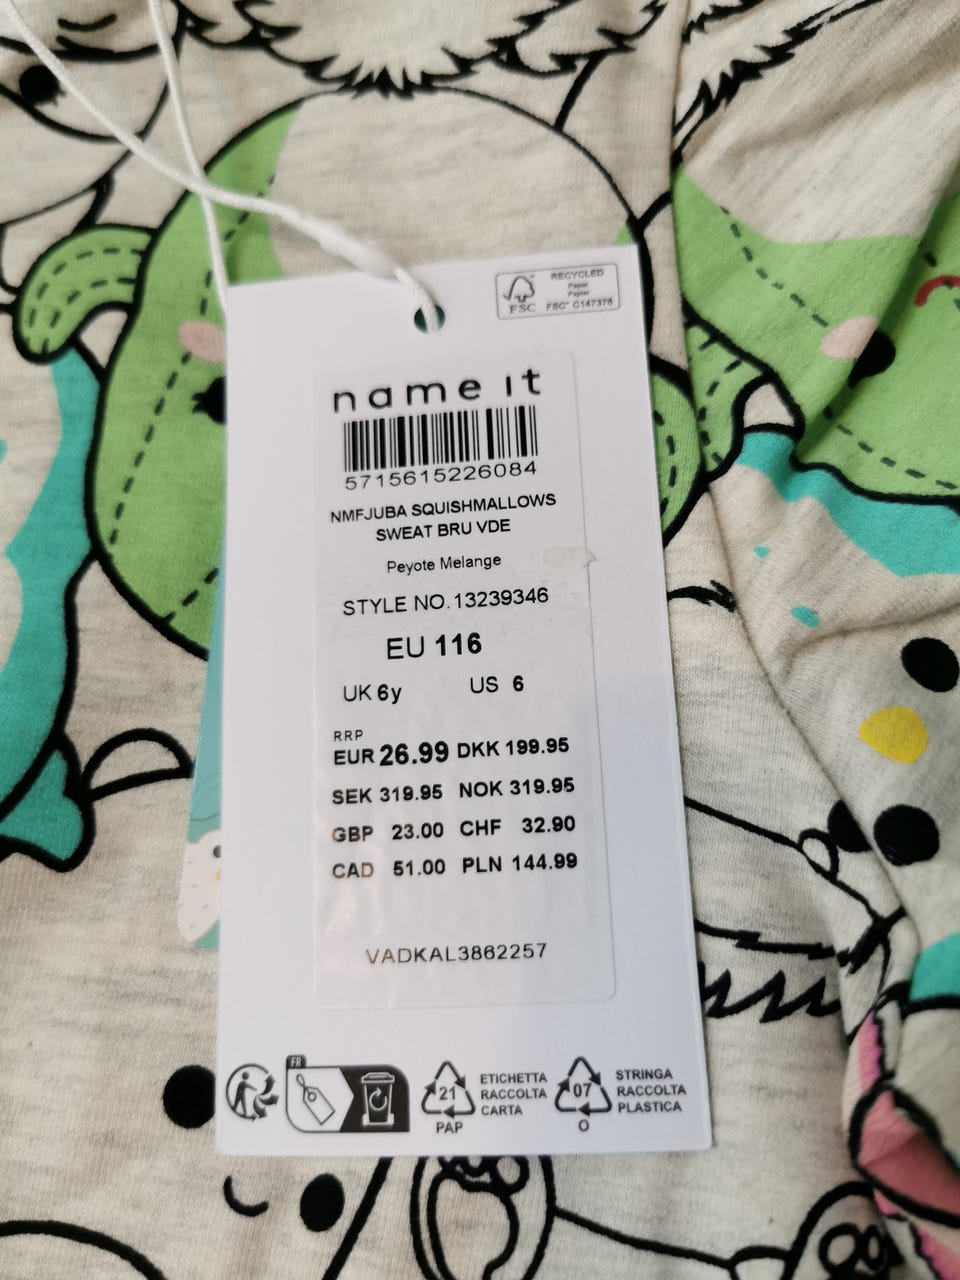 FSC
RECYCLED
Paper
Papier
FSC® C147378
name it
5715615226084
NMFJUBA SQUISHMALLOWS
SWEAT BRU VDE
Peyote Melange
STYLE NO. 13239346
EU 116
UK 6y US 6
RRP
EUR 26.99 DKK 199.95
SEK 319.95 NOK 319.95
GBP 23.00 CHF 32.90
CAD 51.00 PLN 144.99
VADKAL3862257
FR
21
PAP
ETICHETTA
RACCOLTA
CARTA
07
O
STRINGA
RACCOLTA
PLASTICA